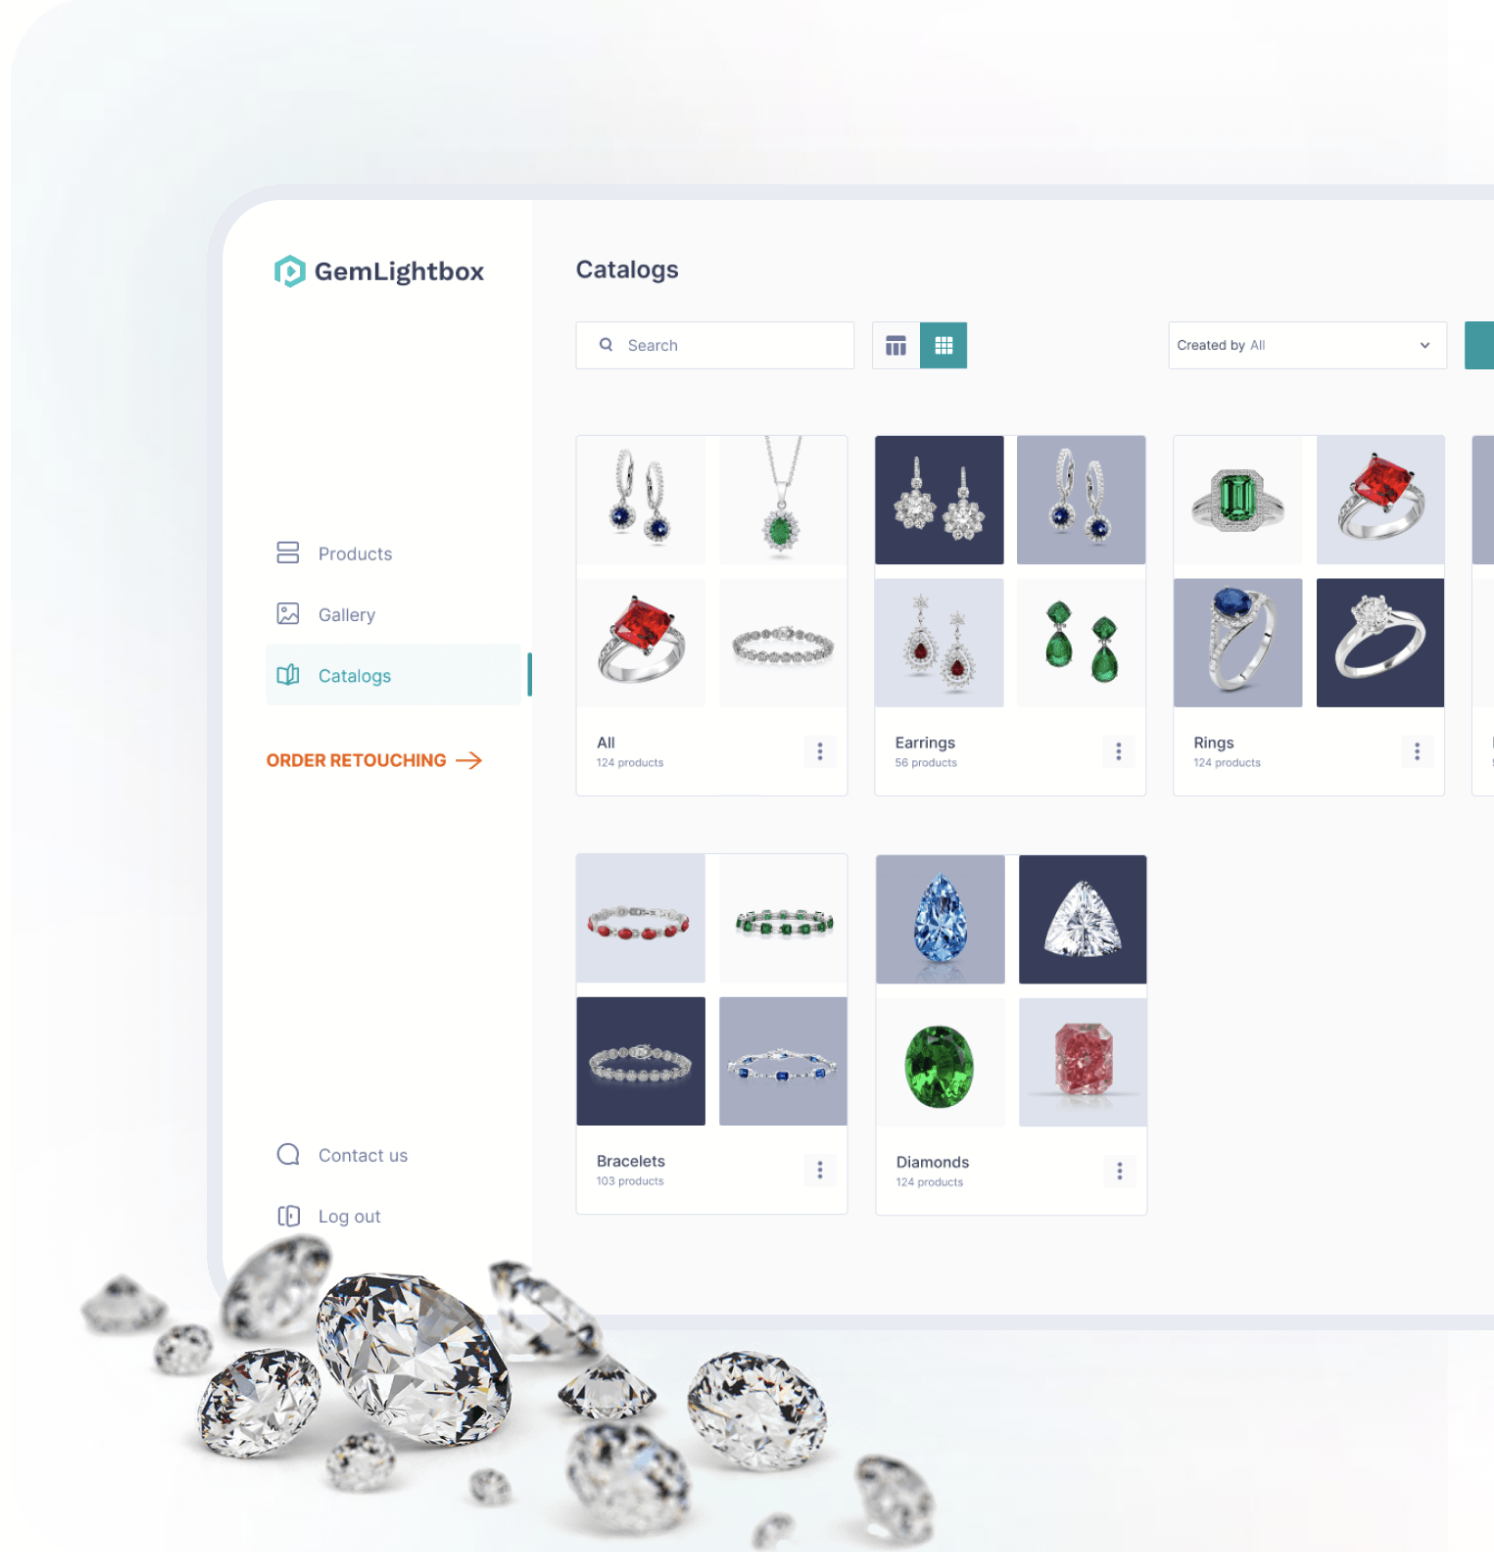 GemLightbox
Catalogs
Search
Created by All
Products
Gallery
Catalogs
ORDER RETOUCHING
All
124 products
Earrings
56 products
Rings
124 products
Bracelets
103 products
Diamonds
124 products
Contact us
Log out